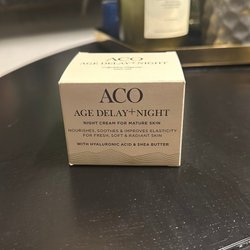 ACO
AGE DELAY+NIGHT
NIGHT CREAM FOR MATURE SKIN
NOURISHES, SOOTHES & IMPROVES ELASTICITY
FOR FRESH, SOFT & RADIANT SKIN
WITH HYALURONIC ACID & SHEA BUTTER